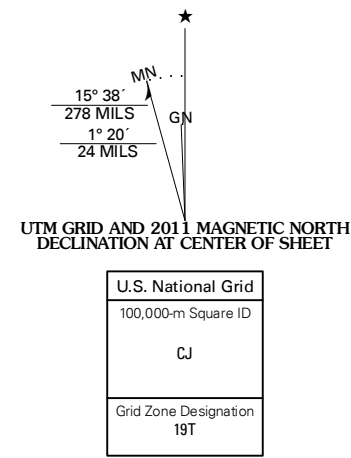 ★
MN
GN
15° 38´
278 MILS
1° 20´
24 MILS
UTM GRID AND 2011 MAGNETIC NORTH
DECLINATION AT CENTER OF SHEET
U.S. National Grid
100,000-m Square ID
CJ
Grid Zone Designation
19T